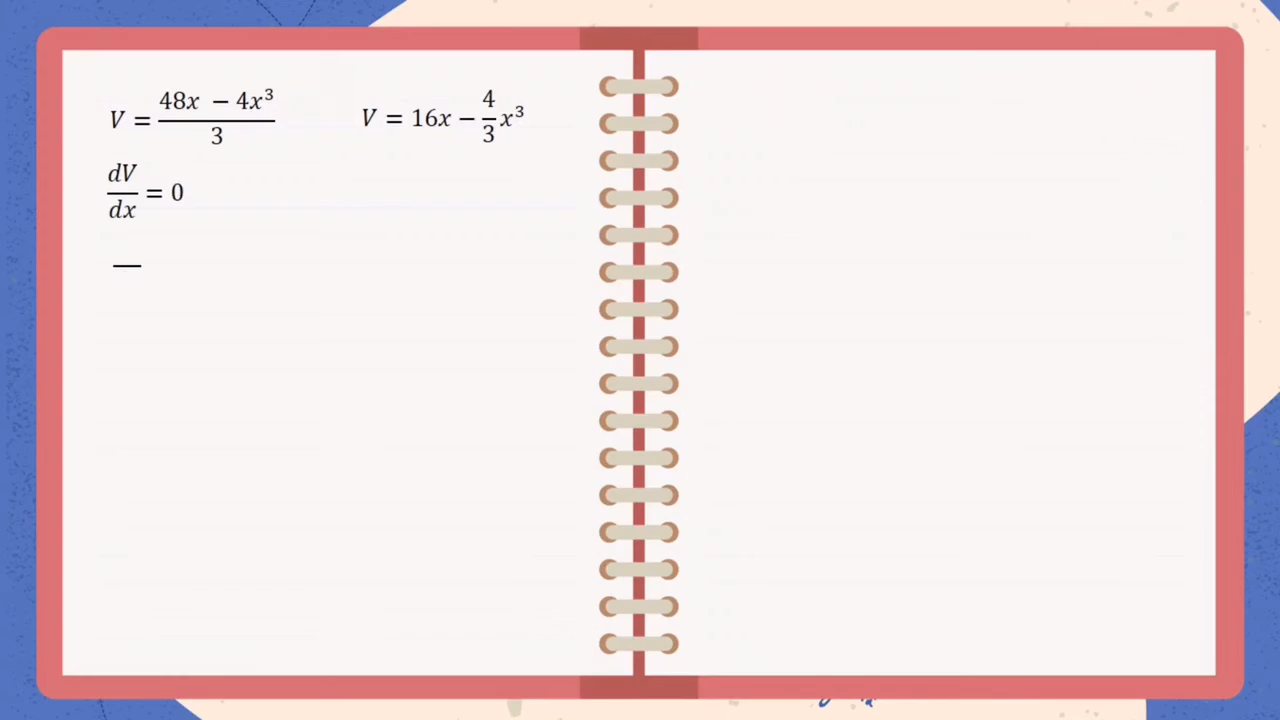 V = (48x − 4x³)/3    V = 16x − 4/3 x³
dV/dx = 0